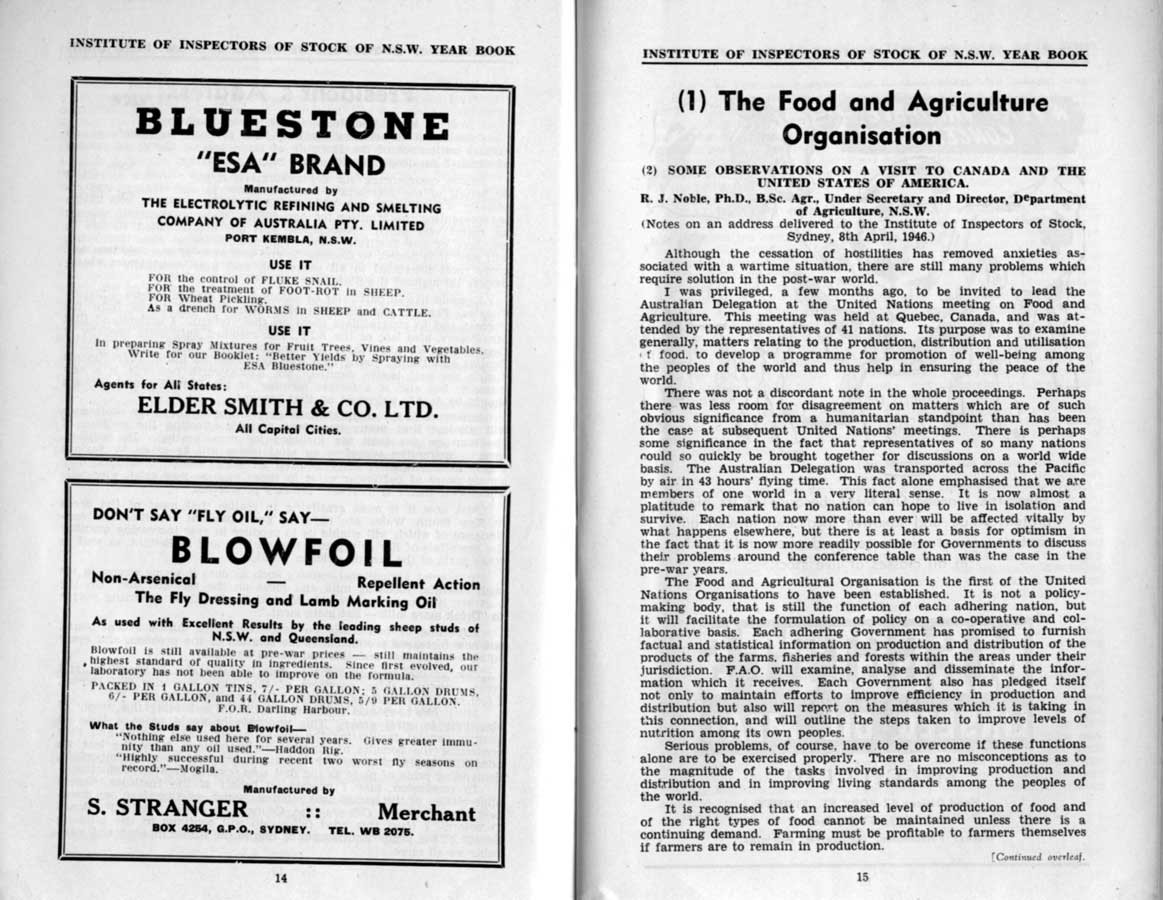 INSTITUTE OF INSPECTORS OF STOCK OF N.S.W. YEAR BOOK
BLUESTONE
"ESA" BRAND
Manufactured by
THE ELECTROLYTIC REFINING AND SMELTING
COMPANY OF AUSTRALIA PTY. LIMITED
PORT KEMBLA, N.S.W.
USE IT
FOR the control of FLUKE SNAIL.
FOR the treatment of FOOT-ROT in SHEEP.
FOR Wheat Pickling.
As a drench for WORMS in SHEEP and CATTLE.
USE IT
In preparing Spray Mixtures for Fruit Trees, Vines and Vegetables.
Write for our Booklet: "Better Yields by Spraying with
ESA Bluestone."
Agents for All States:
ELDER SMITH & CO. LTD.
All Capital Cities.
DON'T SAY "FLY OIL," SAY—
BLOWFOIL
Non-Arsenical — Repellent Action
The Fly Dressing and Lamb Marking Oil
As used with Excellent Results by the leading sheep studs of
N.S.W. and Queensland.
Blowfoil is still available at pre-war prices — still maintains the
highest standard of quality in ingredients. Since first evolved, our
laboratory has not been able to improve on the formula.
PACKED IN 1 GALLON TINS, 7/- PER GALLON; 5 GALLON DRUMS,
6/- PER GALLON, and 44 GALLON DRUMS, 5/9 PER GALLON.
F.O.R. Darling Harbour.
What the Studs say about Blowfoil—
"Nothing else used here for several years. Gives greater immu-
nity than any oil used."—Haddon Rig.
"Highly successful during recent two worst fly seasons on
record."—Mogila.
Manufactured by
S. STRANGER :: Merchant
BOX 4254, G.P.O., SYDNEY. TEL. WB 2075.
14
INSTITUTE OF INSPECTORS OF STOCK OF N.S.W. YEAR BOOK
(1) The Food and Agriculture
Organisation
(2) SOME OBSERVATIONS ON A VISIT TO CANADA AND THE
UNITED STATES OF AMERICA.
R. J. Noble, Ph.D., B.Sc. Agr., Under Secretary and Director, Department
of Agriculture, N.S.W.
(Notes on an address delivered to the Institute of Inspectors of Stock,
Sydney, 8th April, 1946.)
Although the cessation of hostilities has removed anxieties as-
sociated with a wartime situation, there are still many problems which
require solution in the post-war world.
I was privileged, a few months ago, to be invited to lead the
Australian Delegation at the United Nations meeting on Food and
Agriculture. This meeting was held at Quebec, Canada, and was at-
tended by the representatives of 41 nations. Its purpose was to examine
generally, matters relating to the production, distribution and utilisation
of food, to develop a programme for promotion of well-being among
the peoples of the world and thus help in ensuring the peace of the
world.
There was not a discordant note in the whole proceedings. Perhaps
there was less room for disagreement on matters which are of such
obvious significance from a humanitarian standpoint than has been
the case at subsequent United Nations' meetings. There is perhaps
some significance in the fact that representatives of so many nations
could so quickly be brought together for discussions on a world wide
basis. The Australian Delegation was transported across the Pacific
by air in 43 hours' flying time. This fact alone emphasised that we are
members of one world in a very literal sense. It is now almost a
platitude to remark that no nation can hope to live in isolation and
survive. Each nation now more than ever will be affected vitally by
what happens elsewhere, but there is at least a basis for optimism in
the fact that it is now more readily possible for Governments to discuss
their problems around the conference table than was the case in the
pre-war years.
The Food and Agricultural Organisation is the first of the United
Nations Organisations to have been established. It is not a policy-
making body, that is still the function of each adhering nation, but
it will facilitate the formulation of policy on a co-operative and col-
laborative basis. Each adhering Government has promised to furnish
factual and statistical information on production and distribution of the
products of the farms, fisheries and forests within the areas under their
jurisdiction. F.A.O. will examine, analyse and disseminate the infor-
mation which it receives. Each Government also has pledged itself
not only to maintain efforts to improve efficiency in production and
distribution but also will report on the measures which it is taking in
this connection, and will outline the steps taken to improve levels of
nutrition among its own peoples.
Serious problems, of course, have to be overcome if these functions
alone are to be exercised properly. There are no misconceptions as to
the magnitude of the tasks involved in improving production and
distribution and in improving living standards among the peoples of
the world.
It is recognised that an increased level of production of food and
of the right types of food cannot be maintained unless there is a
continuing demand. Farming must be profitable to farmers themselves
if farmers are to remain in production.
[Continued overleaf.
15